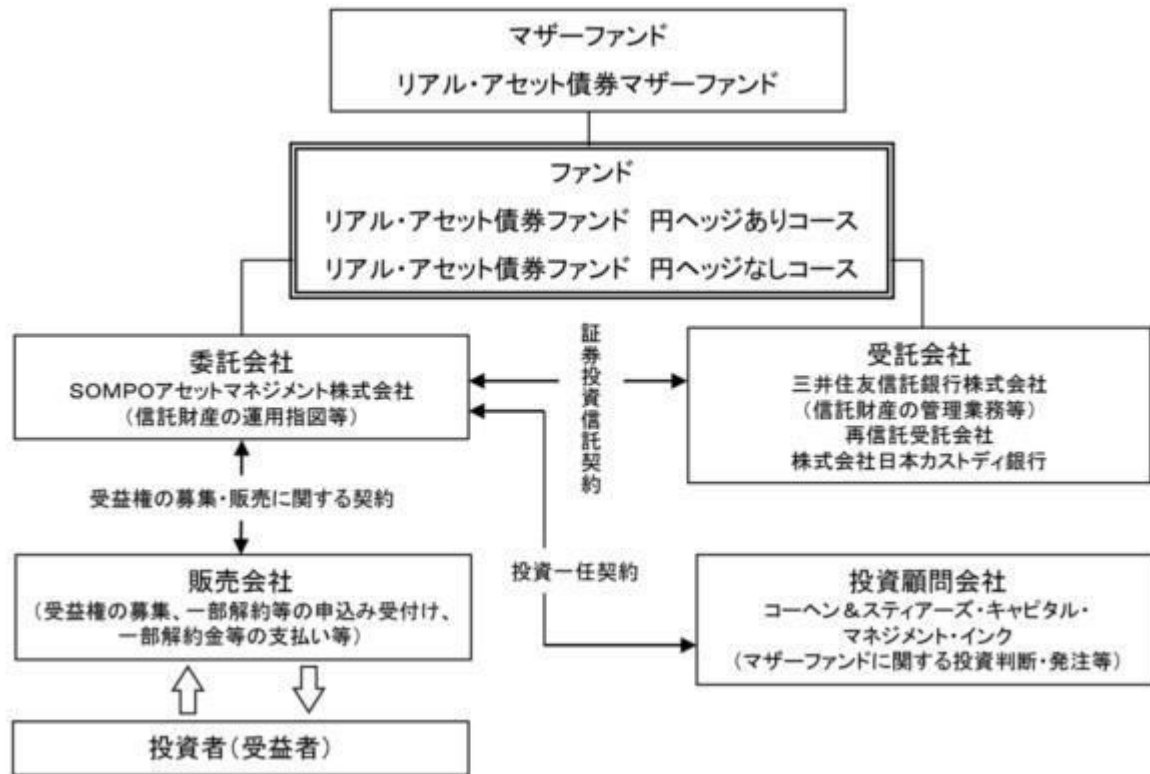 マザーファンド
リアル・アセット債券マザーファンド
ファンド
リアル・アセット債券ファンド　円ヘッジありコース
リアル・アセット債券ファンド　円ヘッジなしコース
委託会社
SOMPOアセットマネジメント株式会社
(信託財産の運用指図等)
証券投資信託契約
受託会社
三井住友信託銀行株式会社
(信託財産の管理業務等)
再信託受託会社
株式会社日本カストディ銀行
受益権の募集・販売に関する契約
投資一任契約
販売会社
(受益権の募集、一部解約等の申込み受付け、
一部解約金等の支払い等)
投資顧問会社
コーヘン&スティアーズ・キャピタル・
マネジメント・インク
(マザーファンドに関する投資判断・発注等)
投資者(受益者)